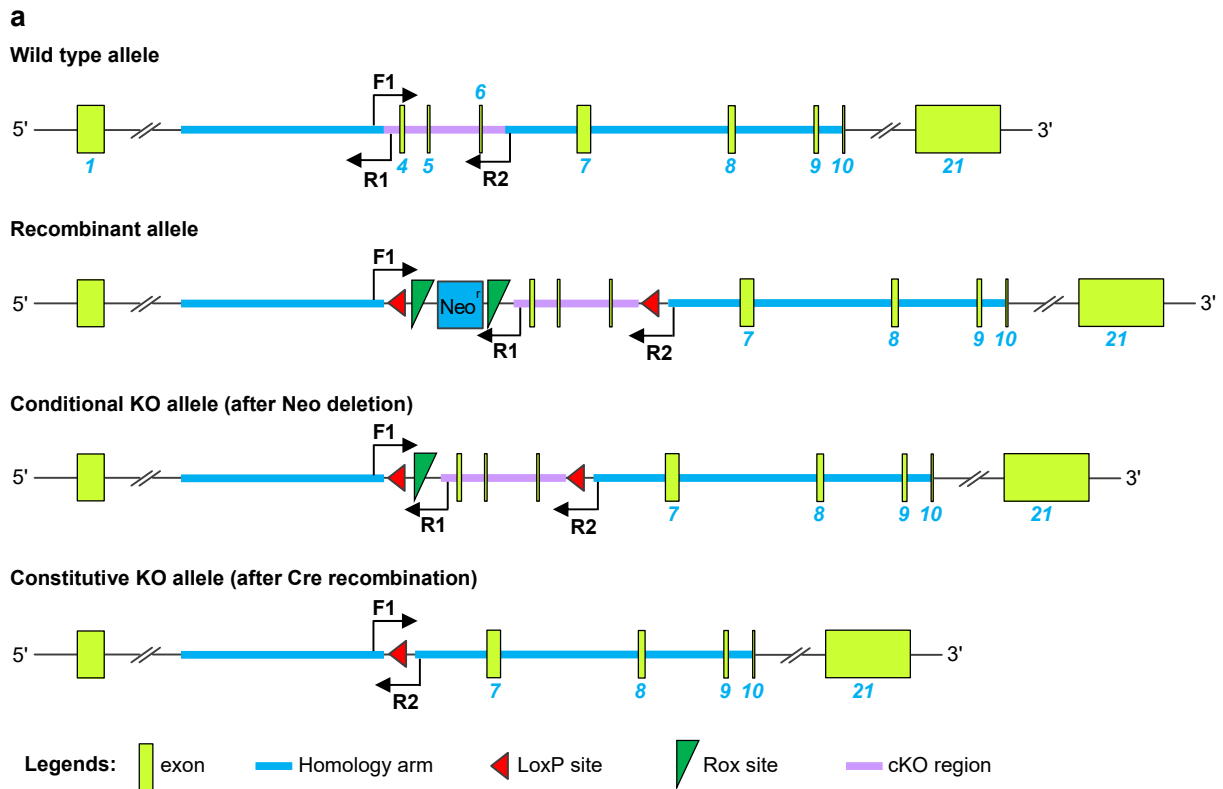 a
Wild type allele
F1
6
5'
3'
R1
R2
1
4
5
7
8
9
10
21
Recombinant allele
F1
5'
Neo^r
3'
R1
R2
7
8
9
10
21
Conditional KO allele (after Neo deletion)
F1
5'
3'
R1
R2
7
8
9
10
21
Constitutive KO allele (after Cre recombination)
F1
5'
3'
R2
7
8
9
10
21
Legends: exon Homology arm LoxP site Rox site cKO region